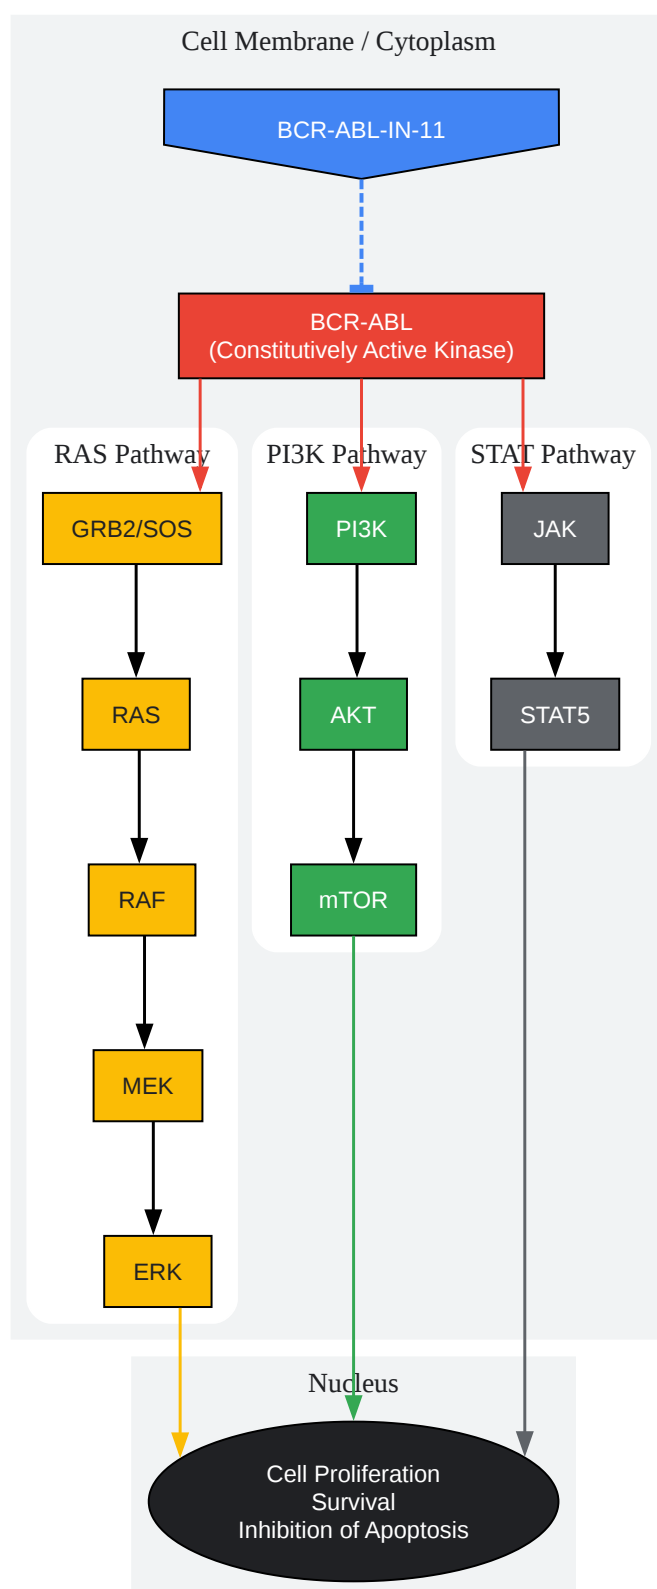 Cell Membrane / Cytoplasm
BCR-ABL-IN-11
BCR-ABL
(Constitutively Active Kinase)
RAS Pathway
PI3K Pathway
STAT Pathway
GRB2/SOS
PI3K
JAK
RAS
AKT
STAT5
RAF
mTOR
MEK
ERK
Nucleus
Cell Proliferation
Survival
Inhibition of Apoptosis